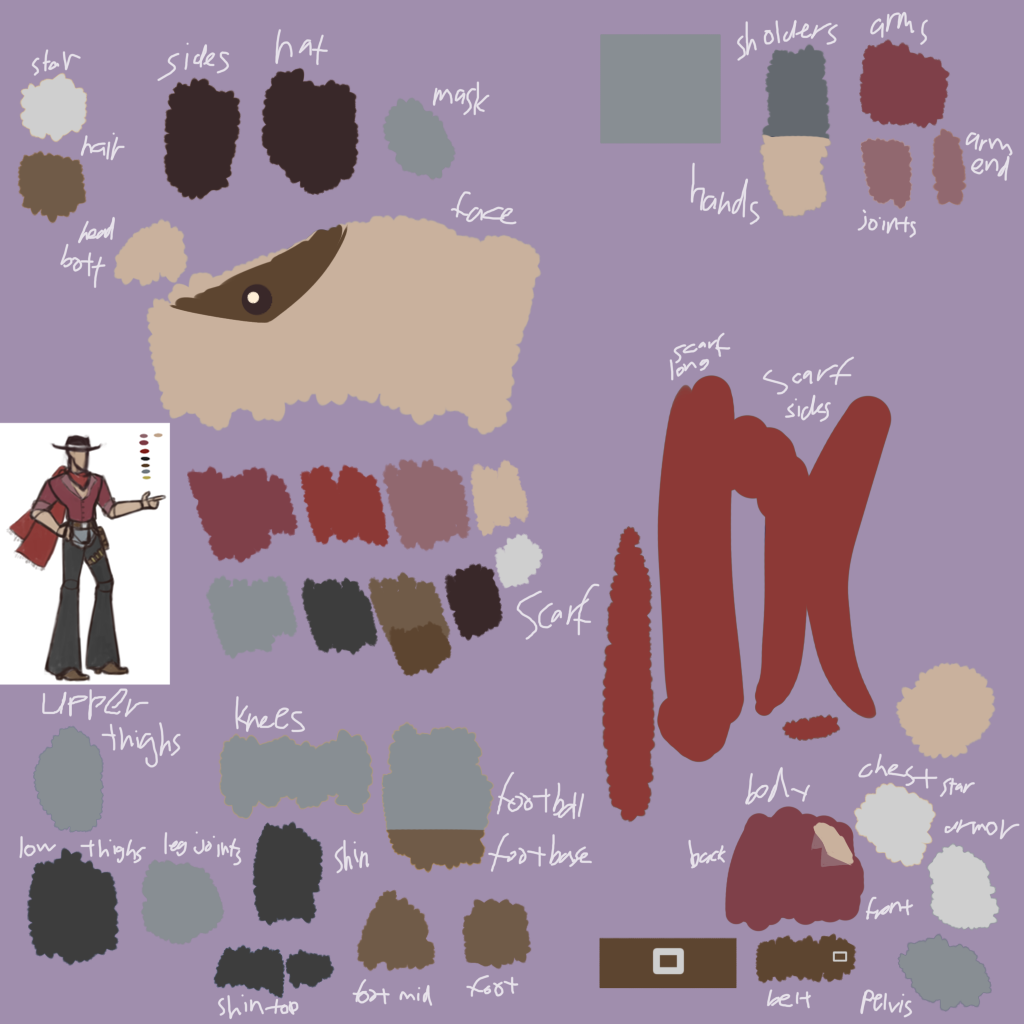 star
sides
hat
mask
hair
head
batt
face
sholders
arms
hands
arm
end
joints
scarf
long
scarf
sides
scarf
upper
thighs
knees
football
footbase
low thighs
leg joints
shin
shin top
foot mid
foot
chest
star
body
armor
back
front
belt
pelvis